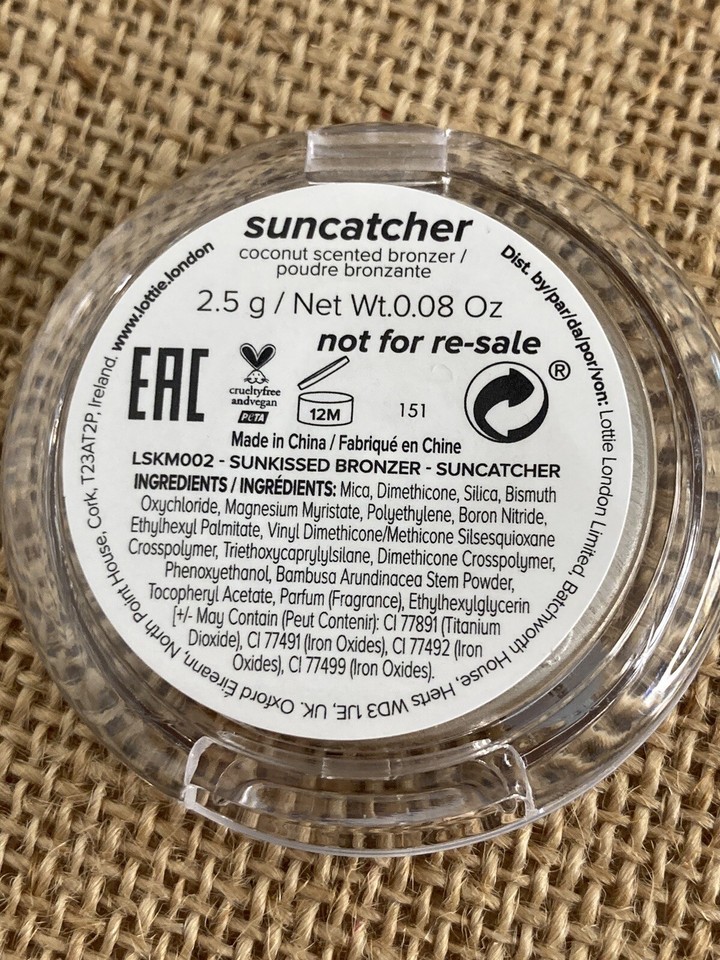 suncatcher
coconut scented bronzer /
poudre bronzante
2.5 g / Net Wt.0.08 Oz
not for re-sale
EAC
crueltyfree
andvegan
PETA
12M
151
®
Made in China / Fabriqué en Chine
LSKM002 - SUNKISSED BRONZER - SUNCATCHER
INGREDIENTS / INGRÉDIENTS: Mica, Dimethicone, Silica, Bismuth
Oxychloride, Magnesium Myristate, Polyethylene, Boron Nitride,
Ethylhexyl Palmitate, Vinyl Dimethicone/Methicone Silsesquioxane
Crosspolymer, Triethoxycaprylylsilane, Dimethicone Crosspolymer,
Phenoxyethanol, Bambusa Arundinacea Stem Powder,
Tocopheryl Acetate, Parfum (Fragrance), Ethylhexylglycerin
[+/- May Contain (Peut Contenir): CI 77891 (Titanium
Dioxide), CI 77491 (Iron Oxides), CI 77492 (Iron
Oxides), CI 77499 (Iron Oxides).
Dist. by/par/da/por/von: Lottie London Limited, Batchworth House, Herts WD3 1JE, UK. Oxford Éireann, North Point House, Cork, T23AT2P, Ireland. www.lottie.london